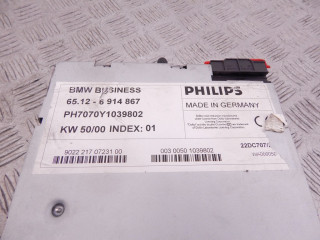 BMW BUSINESS
65.12 - 6 914 867
PH7070Y1039802
KW 50/00 INDEX: 01
PHILIPS
MADE IN GERMANY
9022 217 07231 00
003 0050 1039802
22DC707/